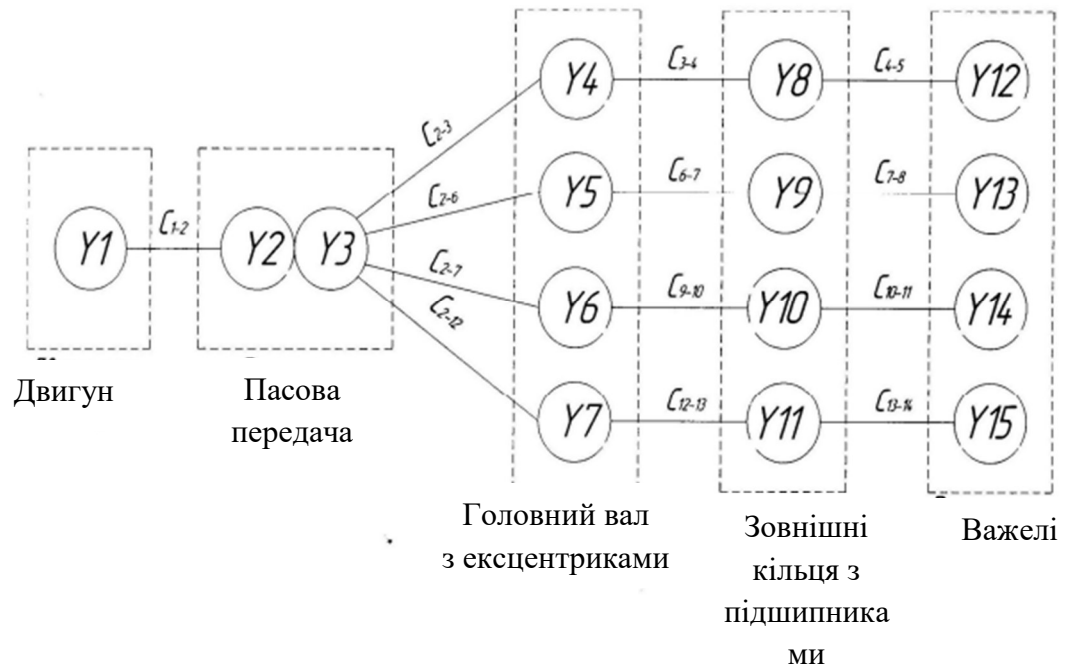 Y4 C3-4 Y8 C4-5 Y12
C2-3
Y5 C6-7 Y9 C7-8 Y13
C2-6
Y1 C1-2 Y2 Y3
C2-7
Y6 C9-10 Y10 C10-11 Y14
C2-12
Y7 C12-13 Y11 C13-14 Y15
Двигун
Пасова
передача
Головний вал
з ексцентриками
Зовнішні
кільця з
підшипника
ми
Важелі